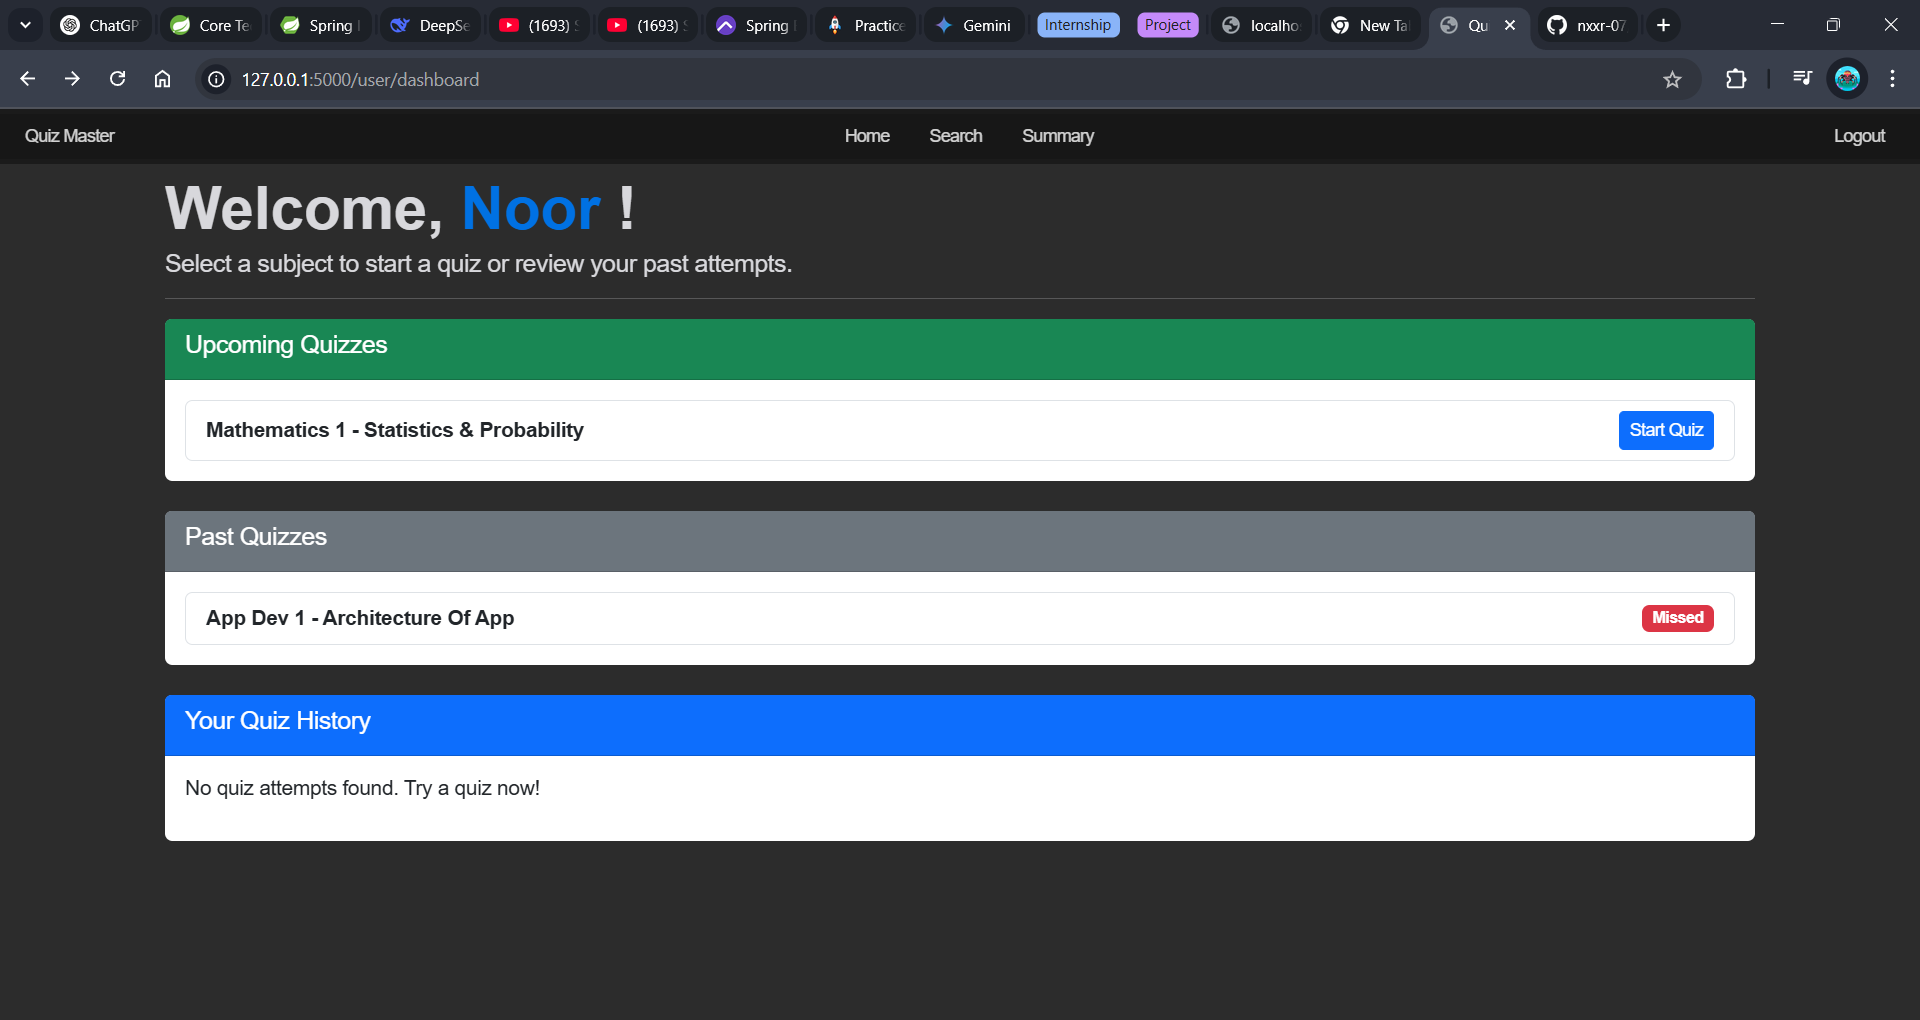 ChatGP
Core Te
Spring
DeepSe
(1693)
(1693)
Spring
Practice
Gemini
Internship
Project
localho
New Ta
Qu
nxxr-07
127.0.0.1:5000/user/dashboard
Quiz Master
Home
Search
Summary
Logout
Welcome, Noor !
Select a subject to start a quiz or review your past attempts.
Upcoming Quizzes
Mathematics 1 - Statistics & Probability
Start Quiz
Past Quizzes
App Dev 1 - Architecture Of App
Missed
Your Quiz History
No quiz attempts found. Try a quiz now!